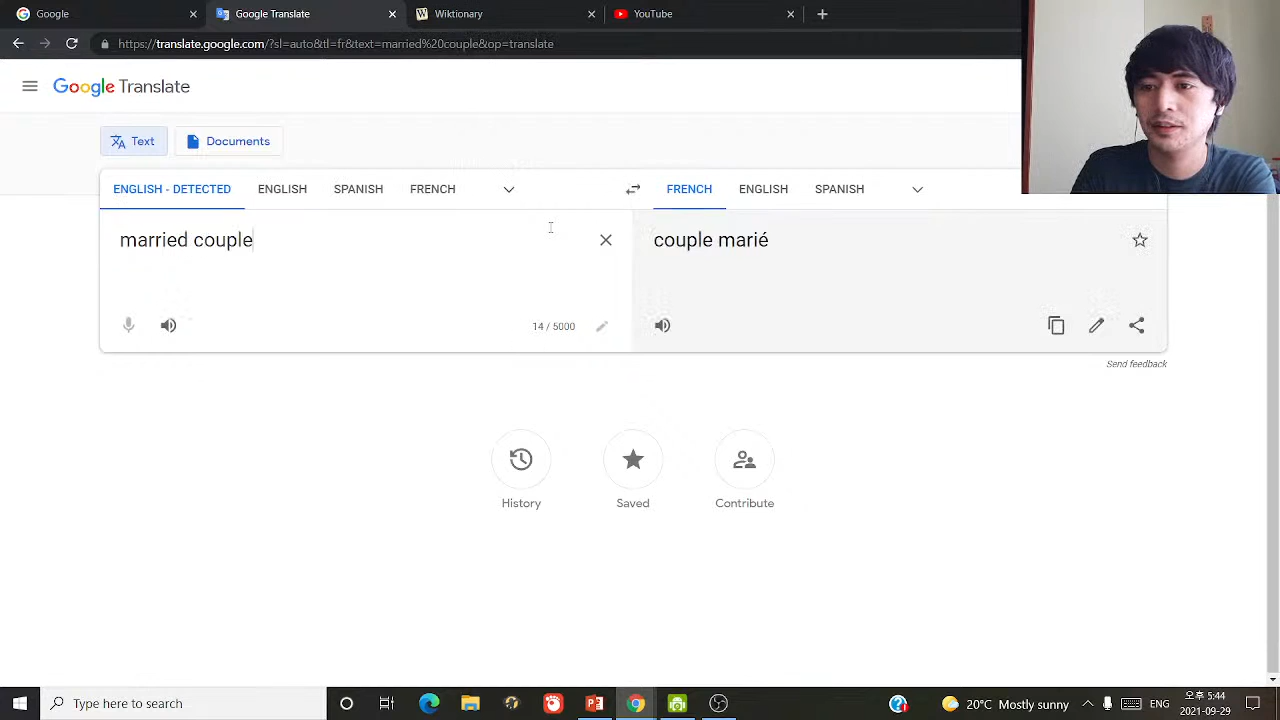 Google
Google Translate
Wiktionary
YouTube
https://translate.google.com/?sl=auto&tl=fr&text=married%20couple&op=translate
Google Translate
Text
Documents
ENGLISH - DETECTED
ENGLISH
SPANISH
FRENCH
FRENCH
ENGLISH
SPANISH
married couple
couple marié
14 / 5000
Send feedback
History
Saved
Contribute
Type here to search
20°C Mostly sunny
ENG
오후 5:44
2021-09-29